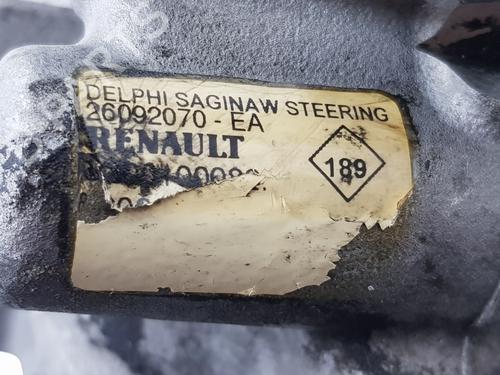 DELPHI SAGINAW STEERING
26092070 - EA
RENAULT
189